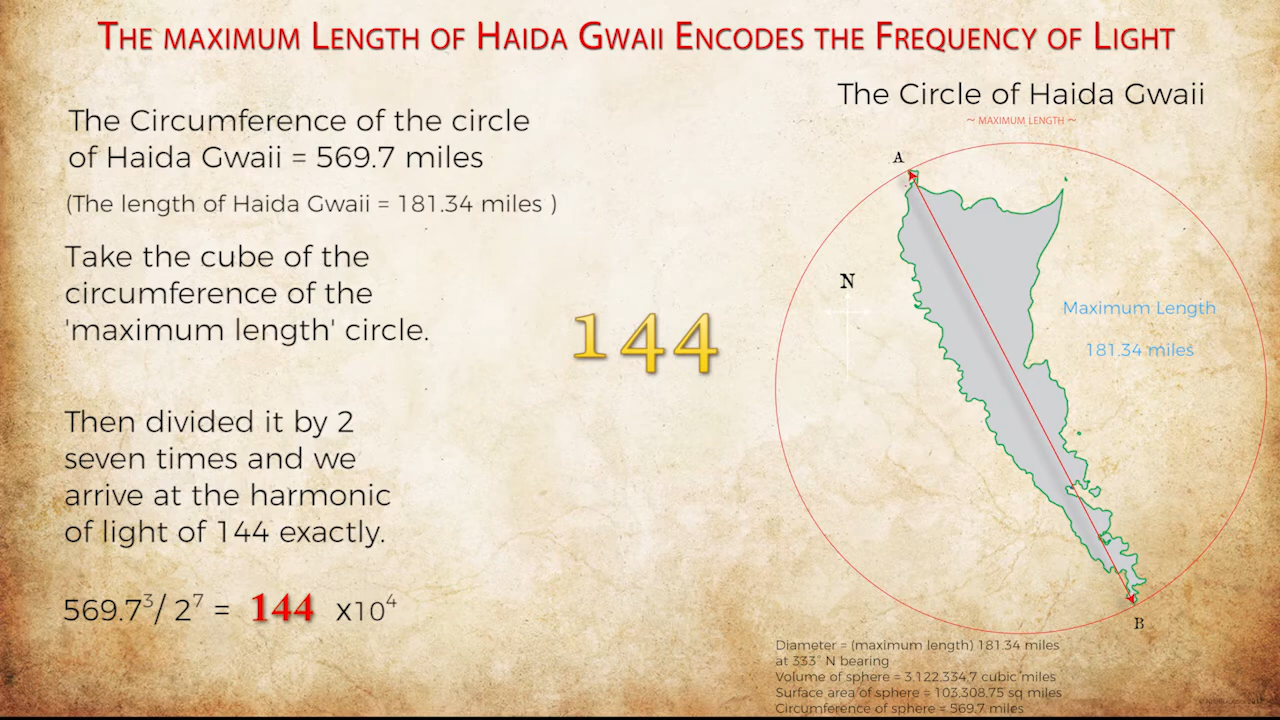 THE MAXIMUM LENGTH OF HAIDA GWAII ENCODES THE FREQUENCY OF LIGHT
The Circumference of the circle
of Haida Gwaii = 569.7 miles
(The length of Haida Gwaii = 181.34 miles )
Take the cube of the
circumference of the
'maximum length' circle.
Then divided it by 2
seven times and we
arrive at the harmonic
of light of 144 exactly.
569.7³/ 2⁷ = 144 x10⁴
144
The Circle of Haida Gwaii
~ MAXIMUM LENGTH ~
A
N
Maximum Length
181.34 miles
B
Diameter = (maximum length) 181.34 miles
at 333° N bearing
Volume of sphere = 3,122,334.7 cubic miles
Surface area of sphere = 103,308.75 sq miles
Circumference of sphere = 569.7 miles